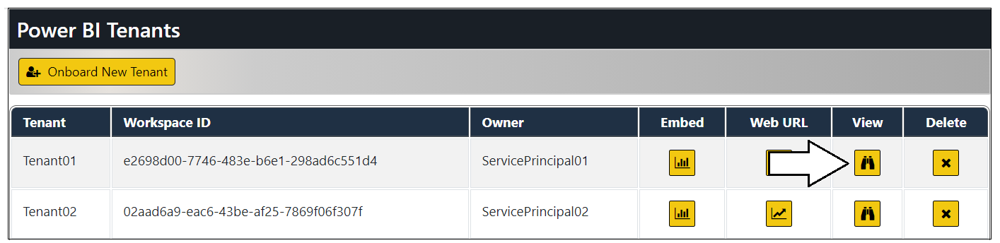 Power BI Tenants
Onboard New Tenant
Tenant Workspace ID Owner Embed Web URL View Delete
Tenant01 e2698d00-7746-483e-b6e1-298ad6c551d4 ServicePrincipal01
Tenant02 02aad6a9-eac6-43be-af25-7869f06f307f ServicePrincipal02